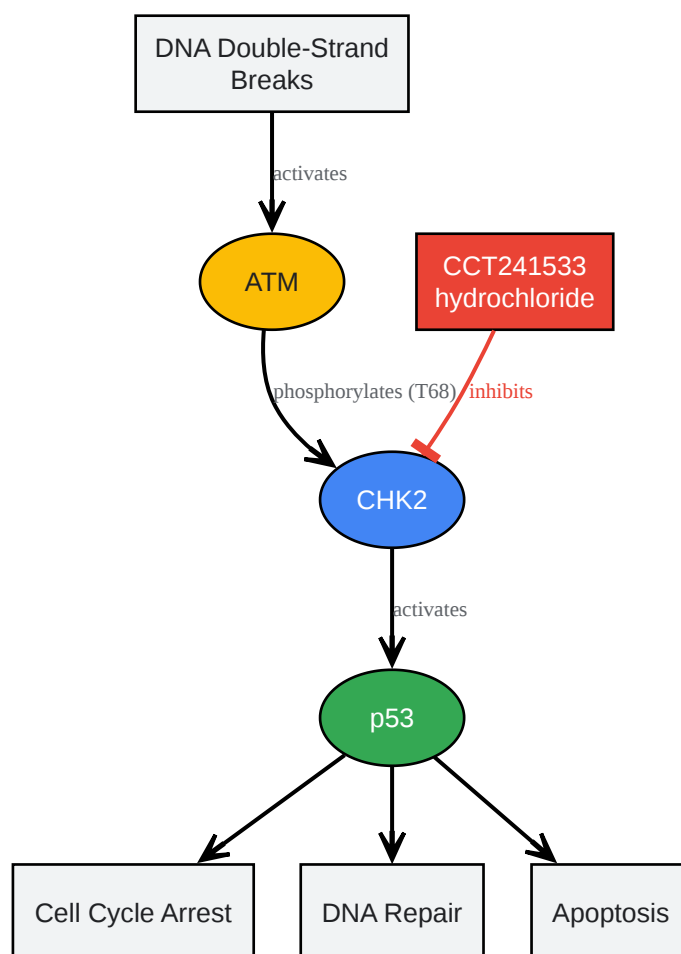 DNA Double-Strand
Breaks
activates
ATM
CCT241533
hydrochloride
phosphorylates (T68)
inhibits
CHK2
activates
p53
Cell Cycle Arrest
DNA Repair
Apoptosis